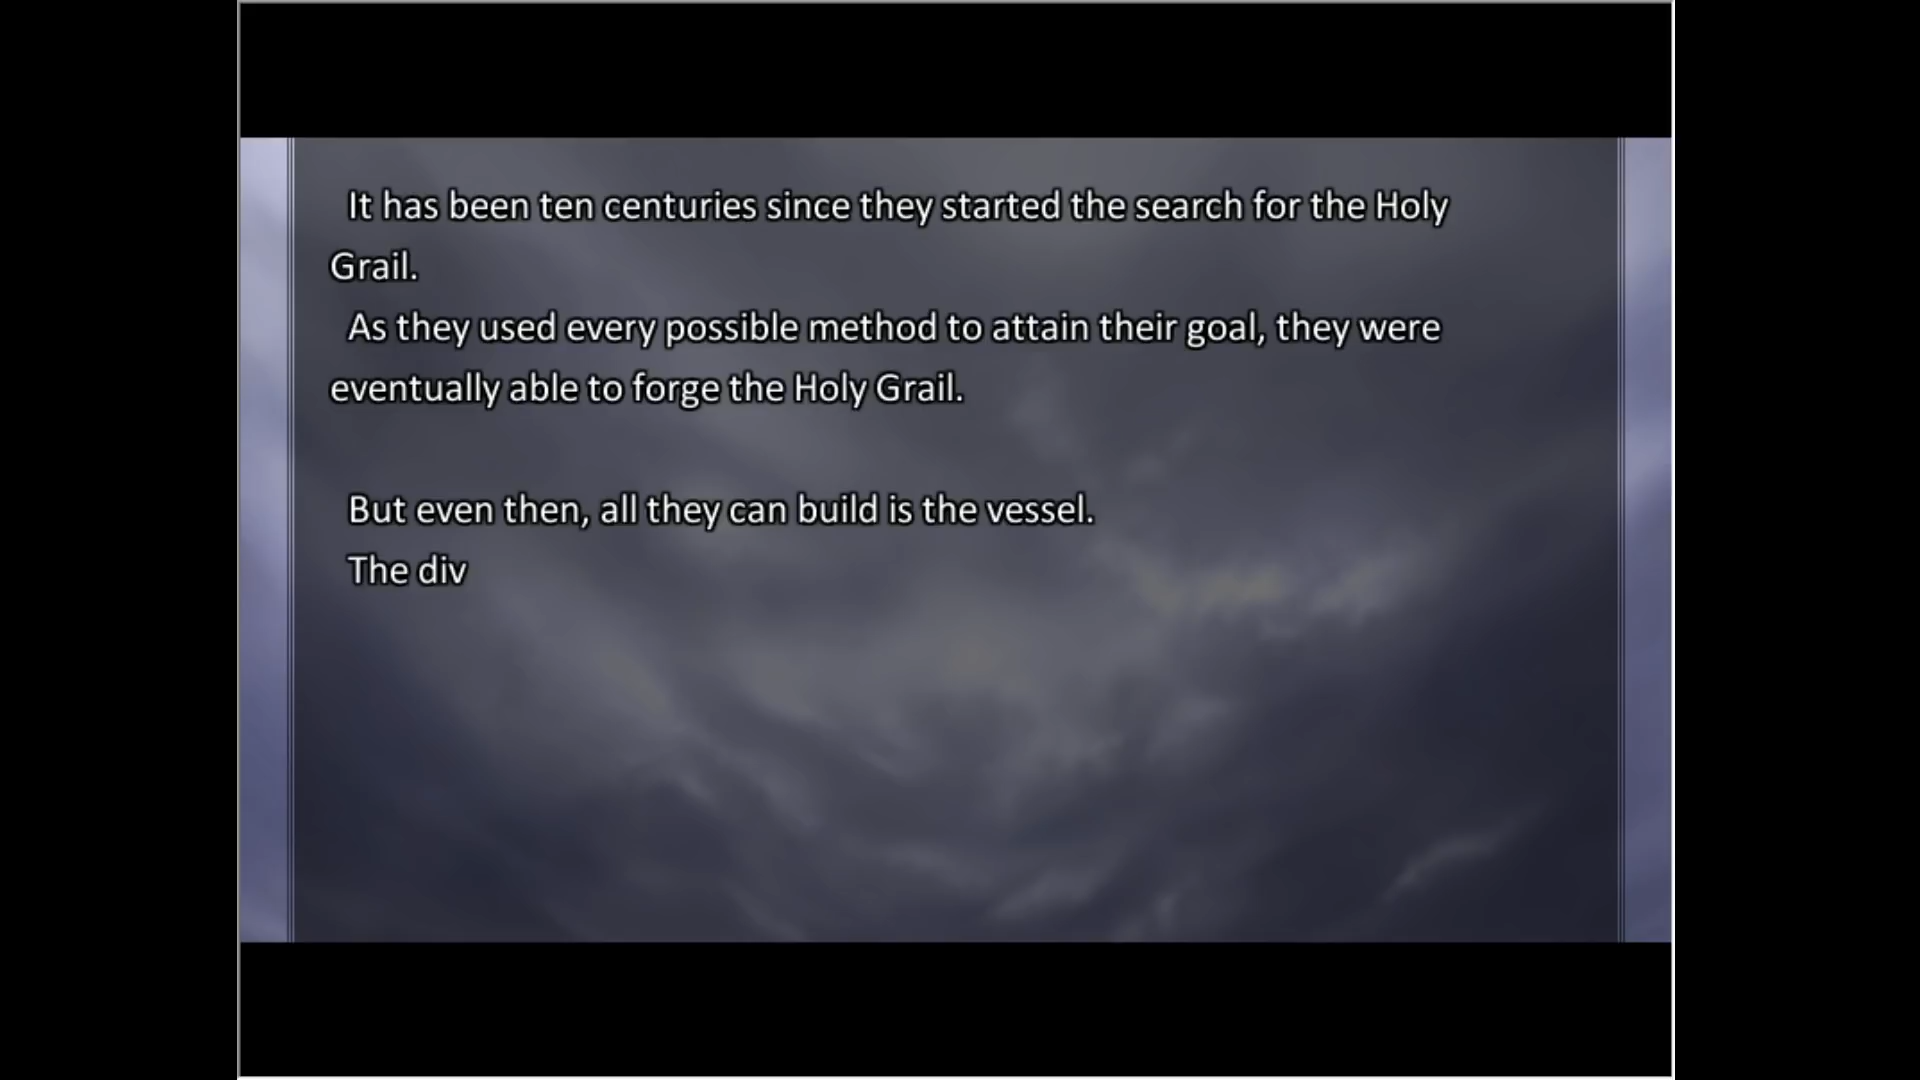 It has been ten centuries since they started the search for the Holy
Grail.
As they used every possible method to attain their goal, they were
eventually able to forge the Holy Grail.
But even then, all they can build is the vessel.
The div